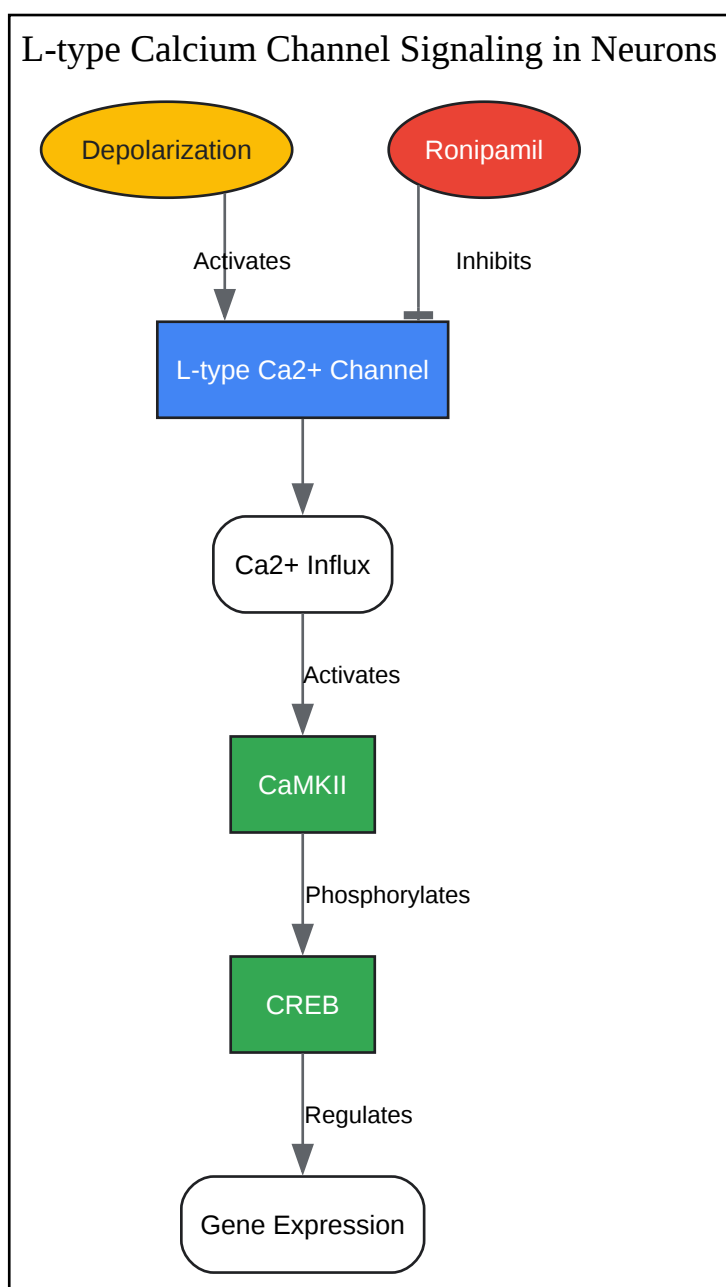 L-type Calcium Channel Signaling in Neurons
Depolarization
Ronipamil
Activates
Inhibits
L-type Ca2+ Channel
Ca2+ Influx
Activates
CaMKII
Phosphorylates
CREB
Regulates
Gene Expression